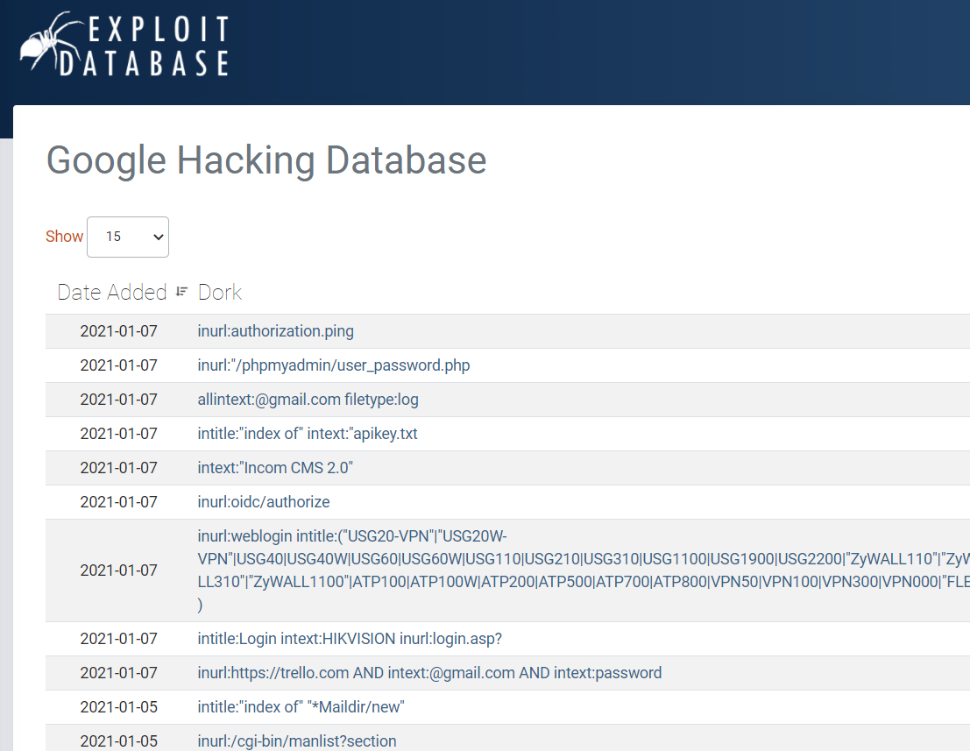 EXPLOIT
DATABASE
Google Hacking Database
Show 15
Date Added Dork
2021-01-07 inurl:authorization.ping
2021-01-07 inurl:"/phpmyadmin/user_password.php
2021-01-07 allintext:@gmail.com filetype:log
2021-01-07 intitle:"index of" intext:"apikey.txt
2021-01-07 intext:"Incom CMS 2.0"
2021-01-07 inurl:oidc/authorize
inurl:weblogin intitle:("USG20-VPN"|"USG20W-
VPN"|USG40|USG40W|USG60|USG60W|USG110|USG210|USG310|USG1100|USG1900|USG2200|"ZyWALL110"|"ZyW
2021-01-07 LL310"|"ZyWALL1100"|ATP100|ATP100W|ATP200|ATP500|ATP700|ATP800|VPN50|VPN100|VPN300|VPN000|"FLE
)
2021-01-07 intitle:Login intext:HIKVISION inurl:login.asp?
2021-01-07 inurl:https://trello.com AND intext:@gmail.com AND intext:password
2021-01-05 intitle:"index of" "*Maildir/new"
2021-01-05 inurl:/cgi-bin/manlist?section